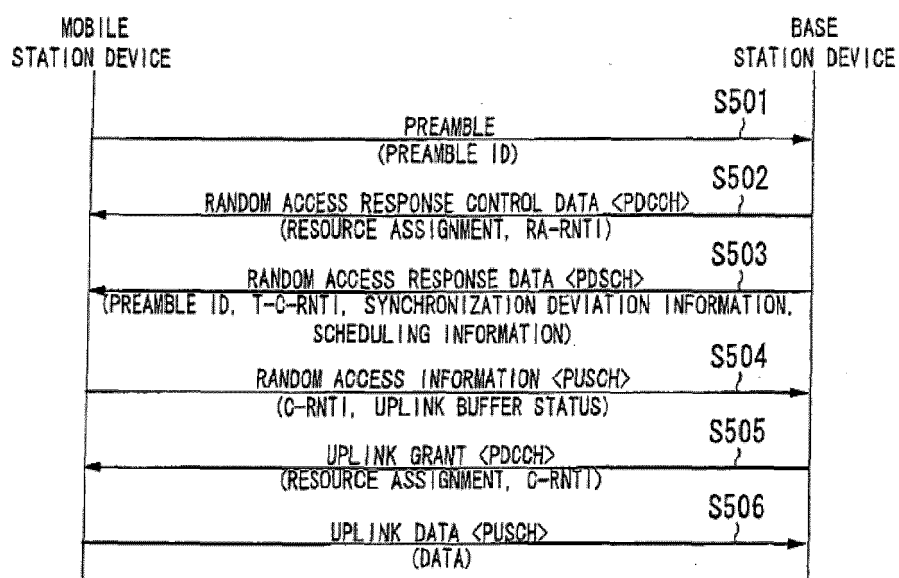 MOBILE
STATION DEVICE
BASE
STATION DEVICE
S501
PREAMBLE
(PREAMBLE ID)
S502
RANDOM ACCESS RESPONSE CONTROL DATA <PDCCH>
(RESOURCE ASSIGNMENT, RA-RNTI)
S503
RANDOM ACCESS RESPONSE DATA <PDSCH>
(PREAMBLE ID, T-C-RNTI, SYNCHRONIZATION DEVIATION INFORMATION,
SCHEDULING INFORMATION)
S504
RANDOM ACCESS INFORMATION <PUSCH>
(C-RNTI, UPLINK BUFFER STATUS)
S505
UPLINK GRANT <PDCCH>
(RESOURCE ASSIGNMENT, C-RNTI)
S506
UPLINK DATA <PUSCH>
(DATA)